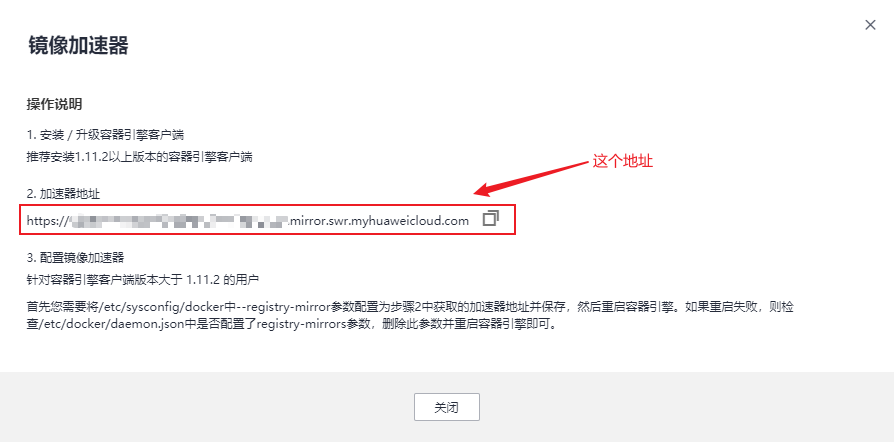 镜像加速器
操作说明
1. 安装 / 升级容器引擎客户端
推荐安装1.11.2以上版本的容器引擎客户端
这个地址
2. 加速器地址
https://.mirror.swr.myhuaweicloud.com
3. 配置镜像加速器
针对容器引擎客户端版本大于 1.11.2 的用户
首先您需要将/etc/sysconfig/docker中--registry-mirror参数配置为步骤2中获取的加速器地址并保存，然后重启容器引擎。如果重启失败，则检
查/etc/docker/daemon.json中是否配置了registry-mirrors参数，删除此参数并重启容器引擎即可。
关闭